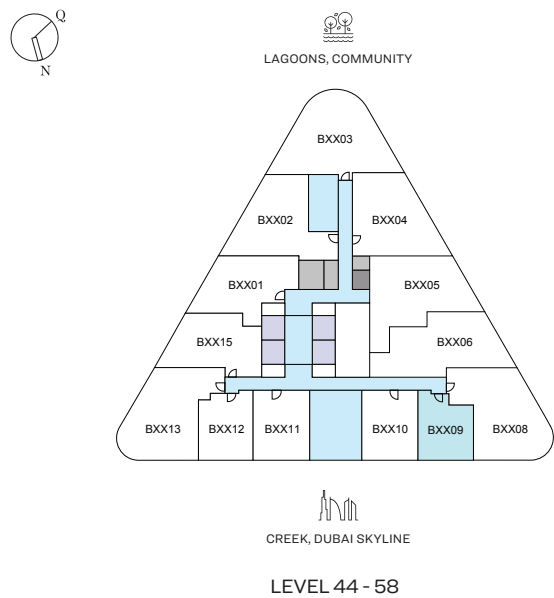 Q
N
LAGOONS, COMMUNITY
BXX03
BXX02
BXX04
BXX01
BXX05
BXX15
BXX06
BXX13
BXX12
BXX11
BXX10
BXX09
BXX08
CREEK, DUBAI SKYLINE
LEVEL 44 - 58